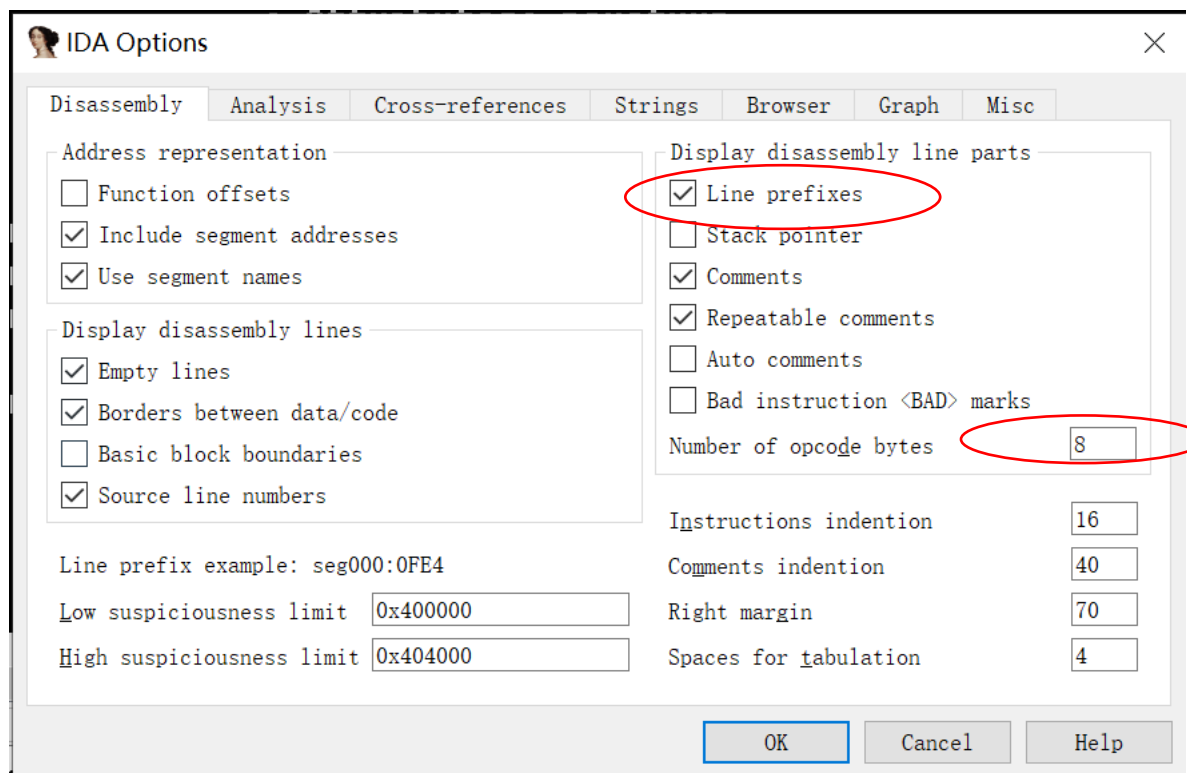 IDA Options
Disassembly
Analysis
Cross-references
Strings
Browser
Graph
Misc
Address representation
Function offsets
Include segment addresses
Use segment names
Display disassembly lines
Empty lines
Borders between data/code
Basic block boundaries
Source line numbers
Line prefix example: seg000:0FE4
Low suspiciousness limit 0x400000
High suspiciousness limit 0x404000
Display disassembly line parts
Line prefixes
Stack pointer
Comments
Repeatable comments
Auto comments
Bad instruction <BAD> marks
Number of opcode bytes 8
Instructions indention 16
Comments indention 40
Right margin 70
Spaces for tabulation 4
OK
Cancel
Help